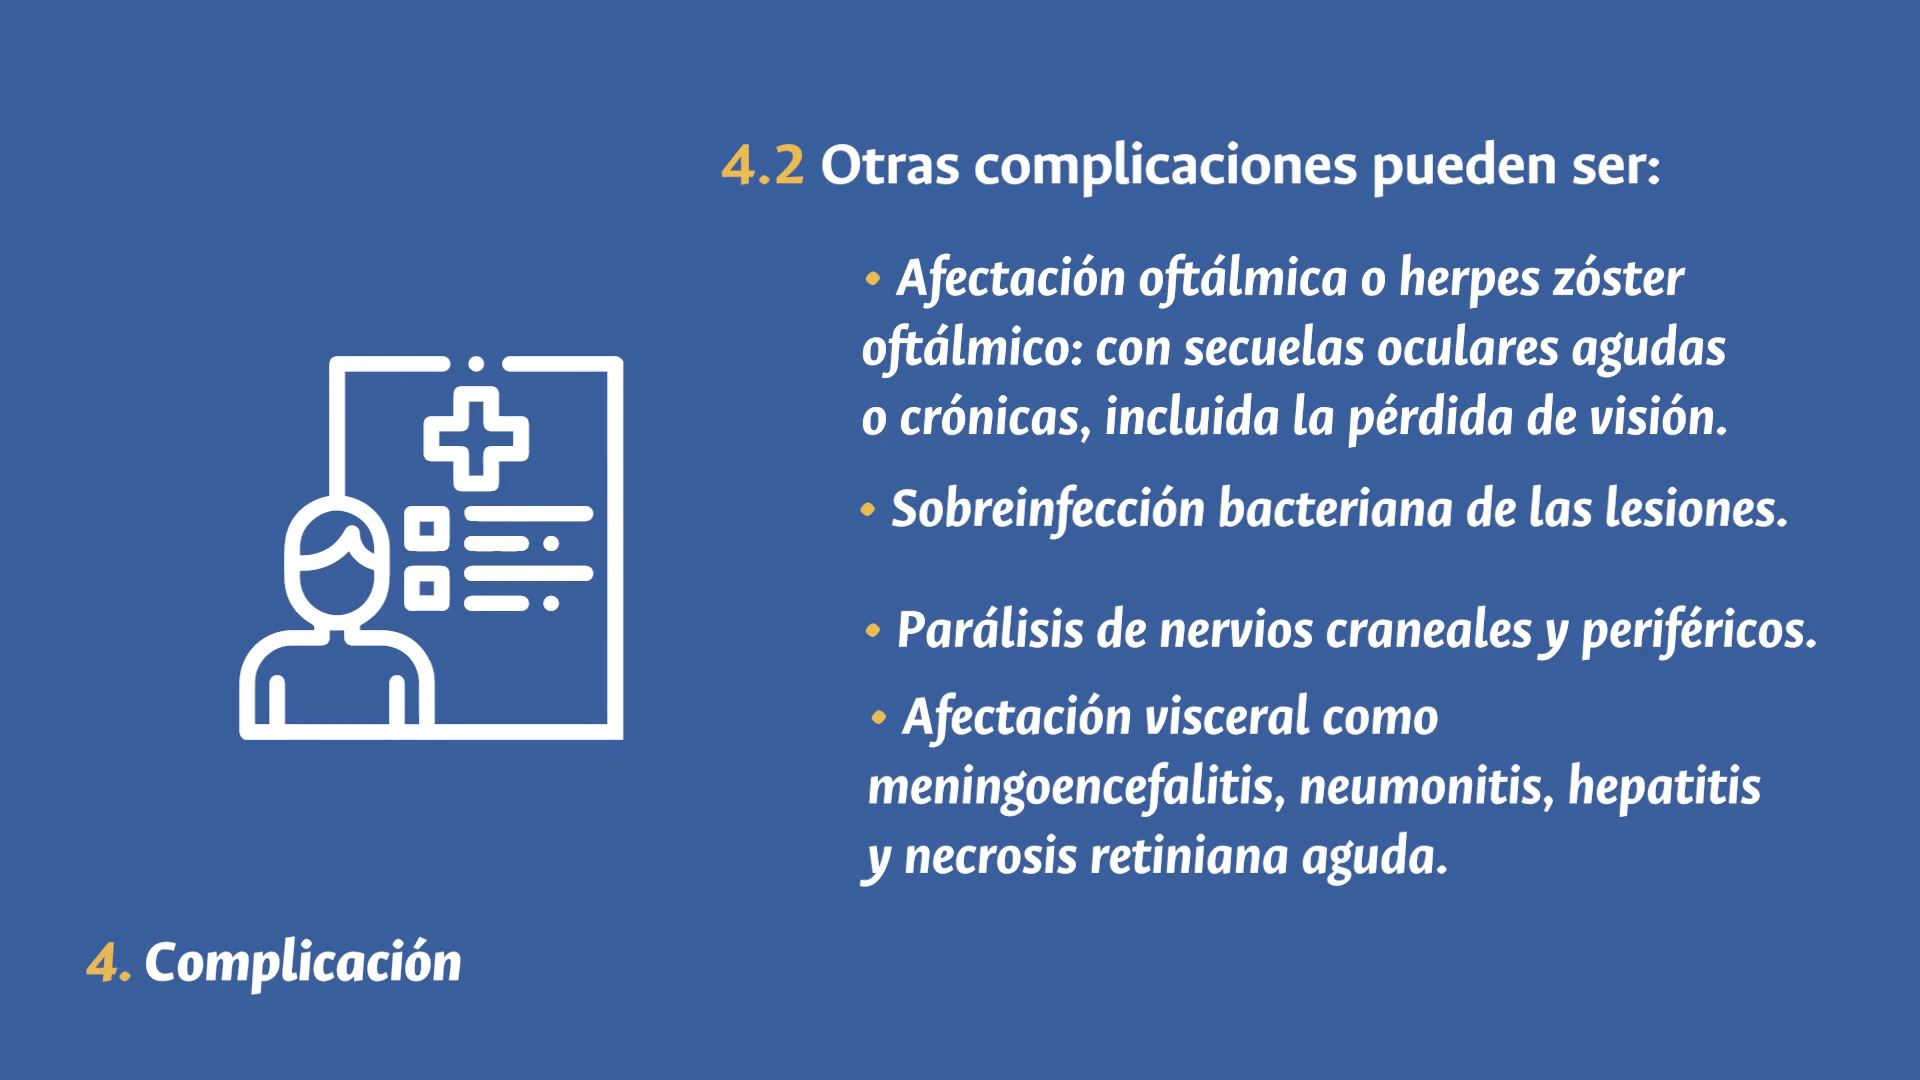 4.2 Otras complicaciones pueden ser:
• Afectación oftálmica o herpes zóster
oftálmico: con secuelas oculares agudas
o crónicas, incluida la pérdida de visión.
• Sobreinfección bacteriana de las lesiones.
• Parálisis de nervios craneales y periféricos.
• Afectación visceral como
meningoencefalitis, neumonitis, hepatitis
y necrosis retiniana aguda.
4. Complicación